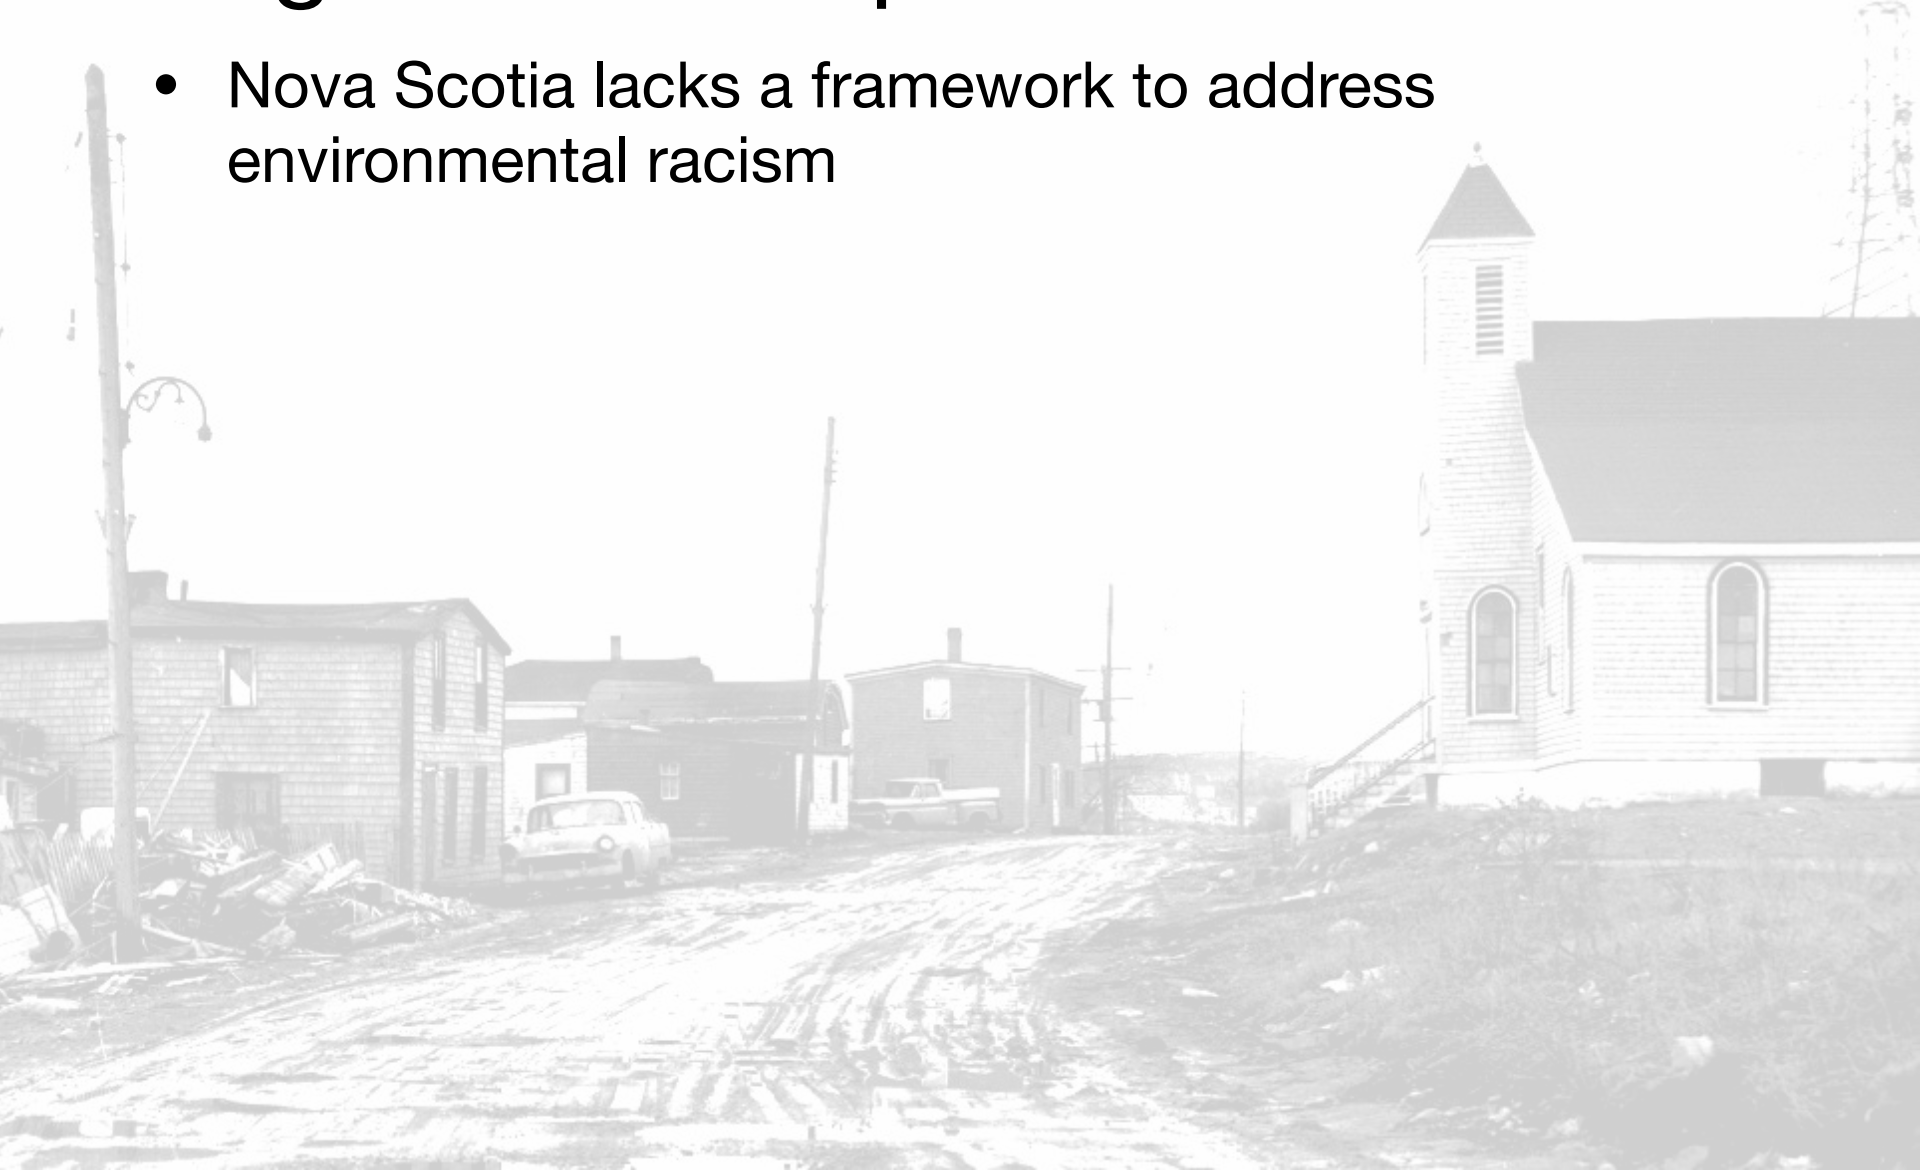 • Nova Scotia lacks a framework to address
environmental racism